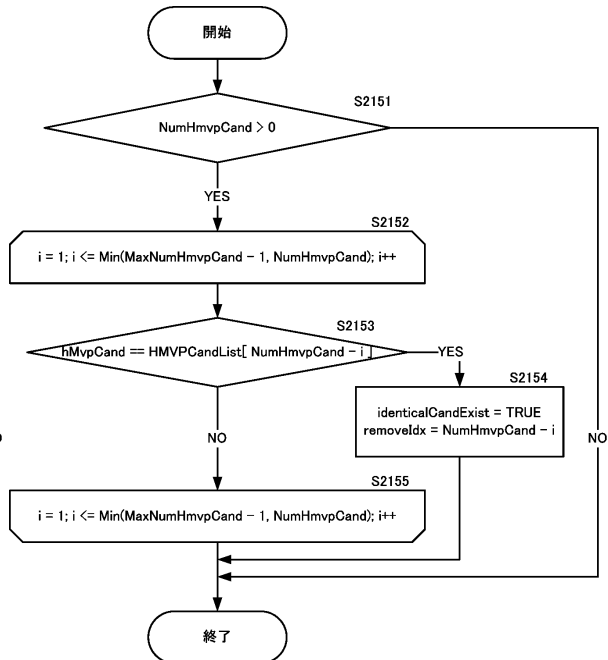 開始
S2151
NumHmvpCand > 0
YES
S2152
i = 1; i <= Min(MaxNumHmvpCand - 1, NumHmvpCand); i++
S2153
hMvpCand == HMVPCandList[ NumHmvpCand - i ]
YES
S2154
identicalCandExist = TRUE
removeIdx = NumHmvpCand - i
NO
NO
S2155
i = 1; i <= Min(MaxNumHmvpCand - 1, NumHmvpCand); i++
終了